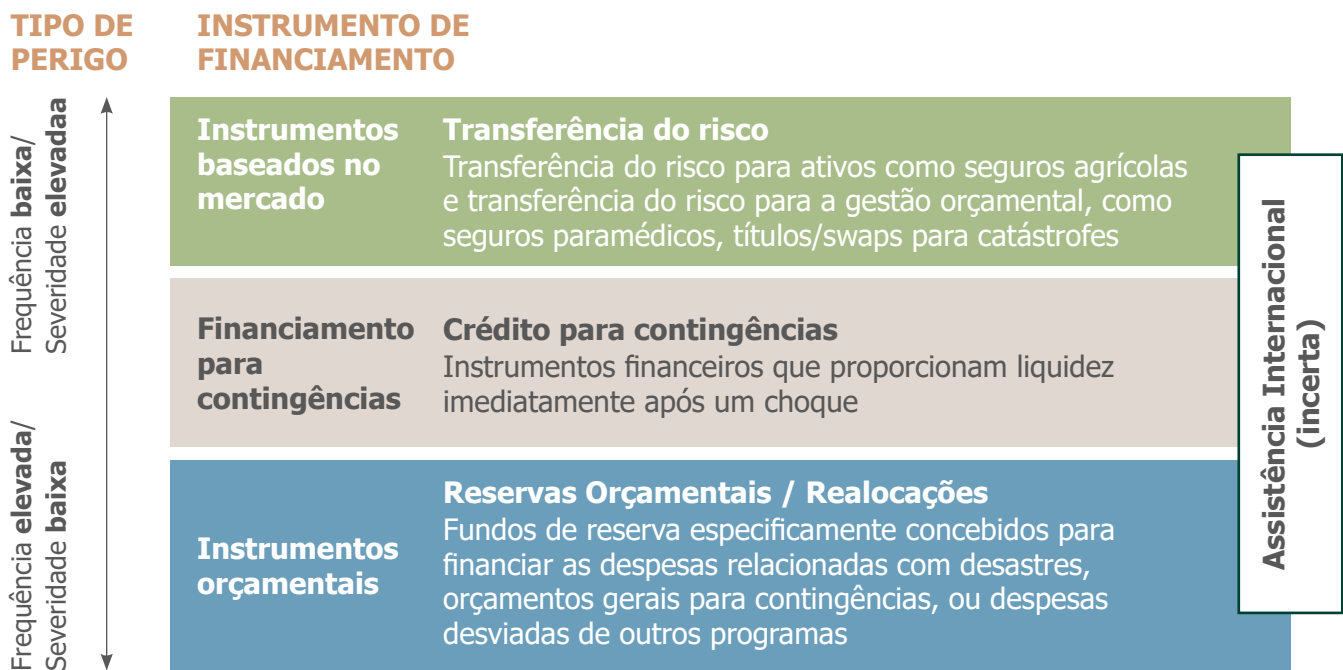 TIPO DE
PERIGO
INSTRUMENTO DE
FINANCIAMENTO
Frequência baixa/
Severidade elevadaa
Instrumentos
baseados no
mercado
Transferência do risco
Transferência do risco para ativos como seguros agrícolas
e transferência do risco para a gestão orçamental, como
seguros paramédicos, títulos/swaps para catástrofes
Financiamento
para
contingências
Crédito para contingências
Instrumentos financeiros que proporcionam liquidez
imediatamente após um choque
Frequência elevada/
Severidade baixa
Instrumentos
orçamentais
Reservas Orçamentais / Realocações
Fundos de reserva especificamente concebidos para
financiar as despesas relacionadas com desastres,
orçamentos gerais para contingências, ou despesas
desviadas de outros programas
Assistência Internacional
(incerta)